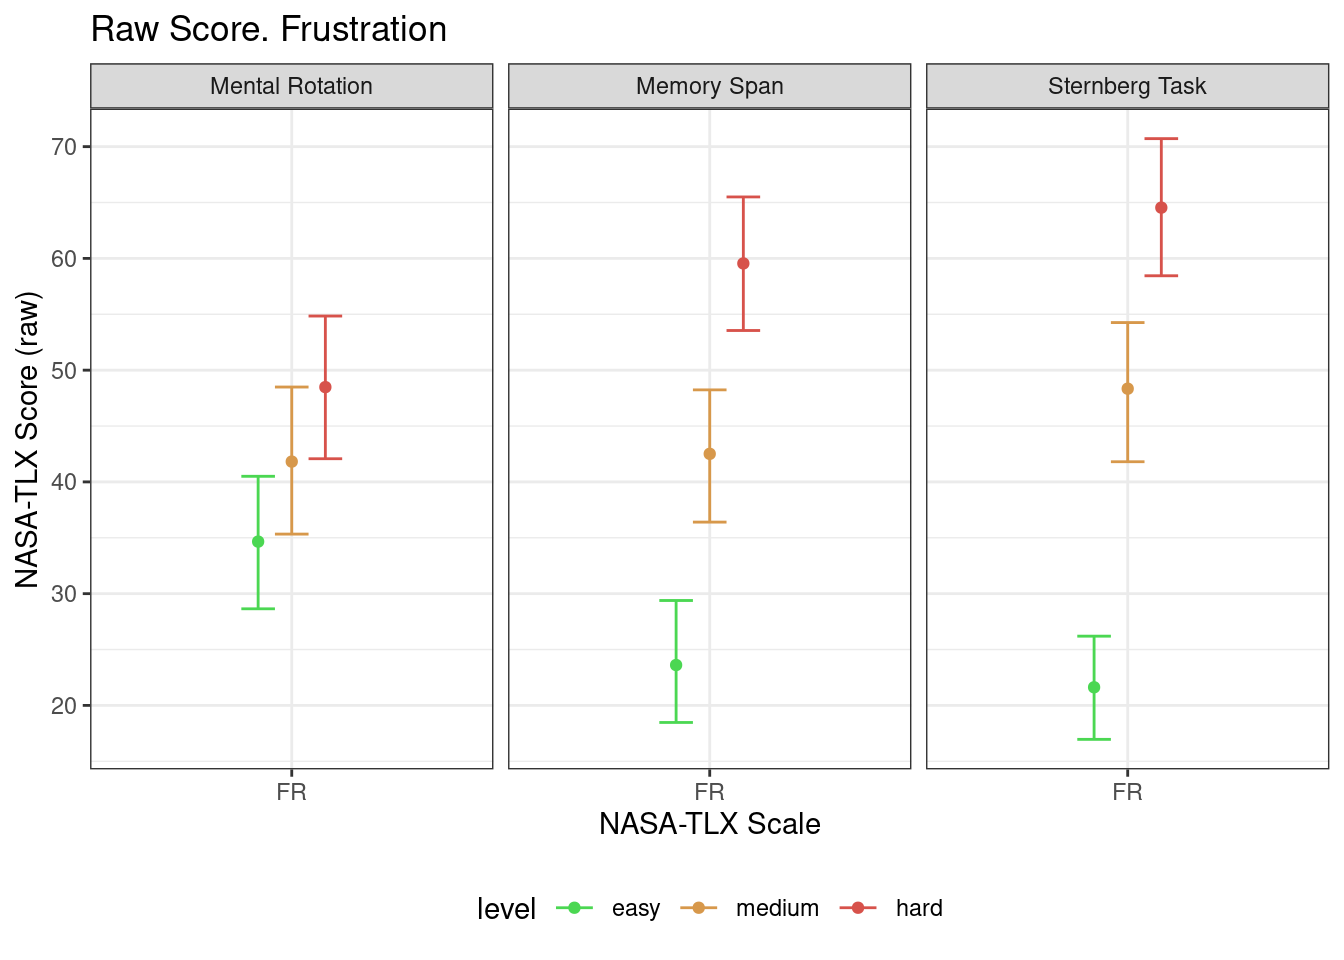 Raw Score. Frustration
Mental Rotation
Memory Span
Sternberg Task
NASA-TLX Score (raw)
70
60
50
40
30
20
FR
FR
FR
NASA-TLX Scale
level easy medium hard